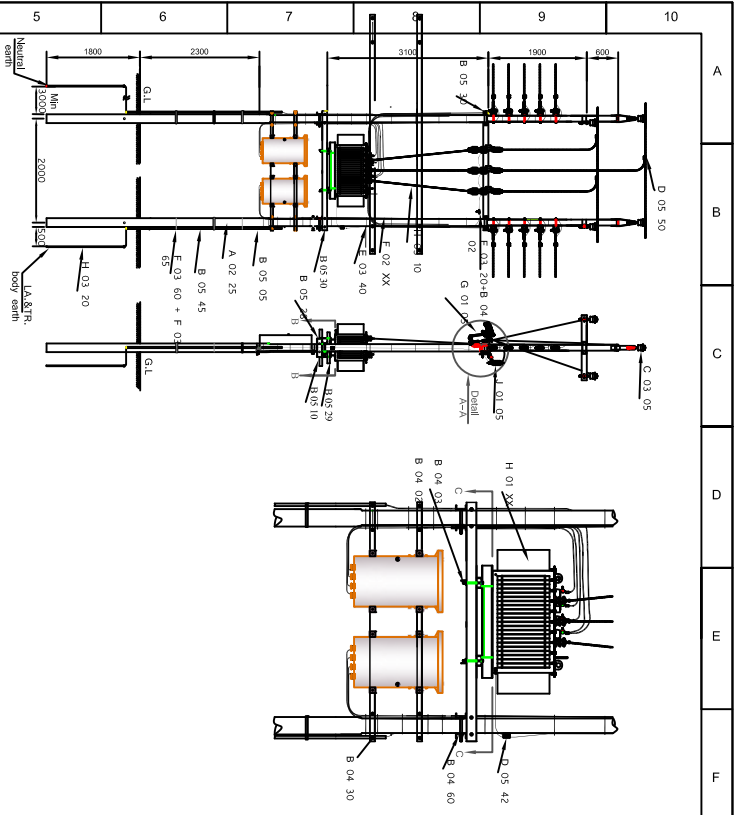 5
6
7
8
9
10
A
B
C
D
E
F
1800
2300
3100
1900
600
Neutral
earth
3000
Min
G.L
2000
500
LA.&TR.
body earth
H 03 20
F 03 60 + F 03
65
B 05 45
A 02 25
B 05 05
B 05 30
E 03 40
F 02 XX
10
F 03 20+B 04
02
B 05 30
D 05 50
G.L
B
B
B 05
B 05 29
B 05 10
G 01 05
J 01 05
Detail
A-A
C 03 05
H 01 XX
B 04 03
B 04 02
C
C
B 04 30
B 04 60
D 05 42